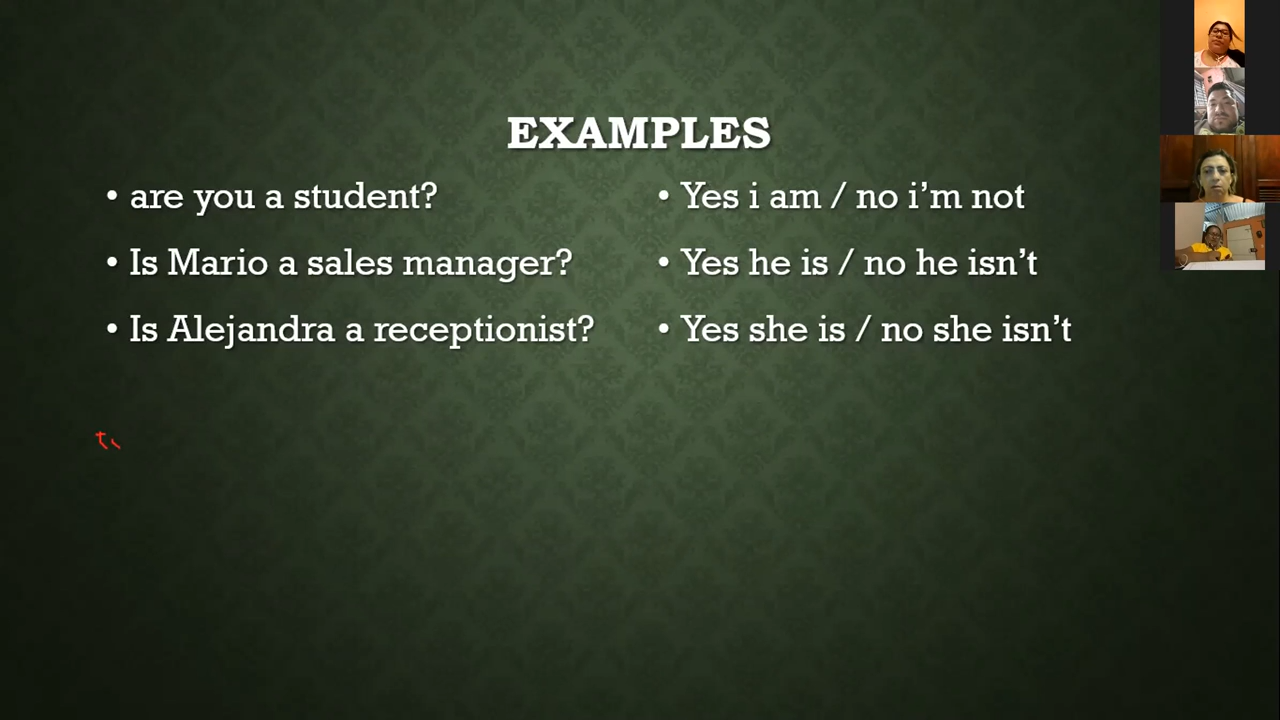 EXAMPLES
• are you a student?
• Yes i am / no i’m not
• Is Mario a sales manager?
• Yes he is / no he isn’t
• Is Alejandra a receptionist?
• Yes she is / no she isn’t